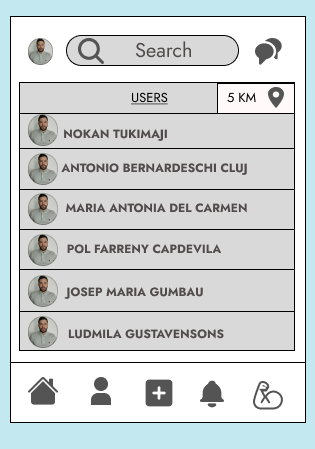 Search
USERS
5 KM
NOKAN TUKIMAJI
ANTONIO BERNARDESCHI CLUJ
MARIA ANTONIA DEL CARMEN
POL FARRENY CAPDEVILA
JOSEP MARIA GUMBAU
LUDMILA GUSTAVENSONS